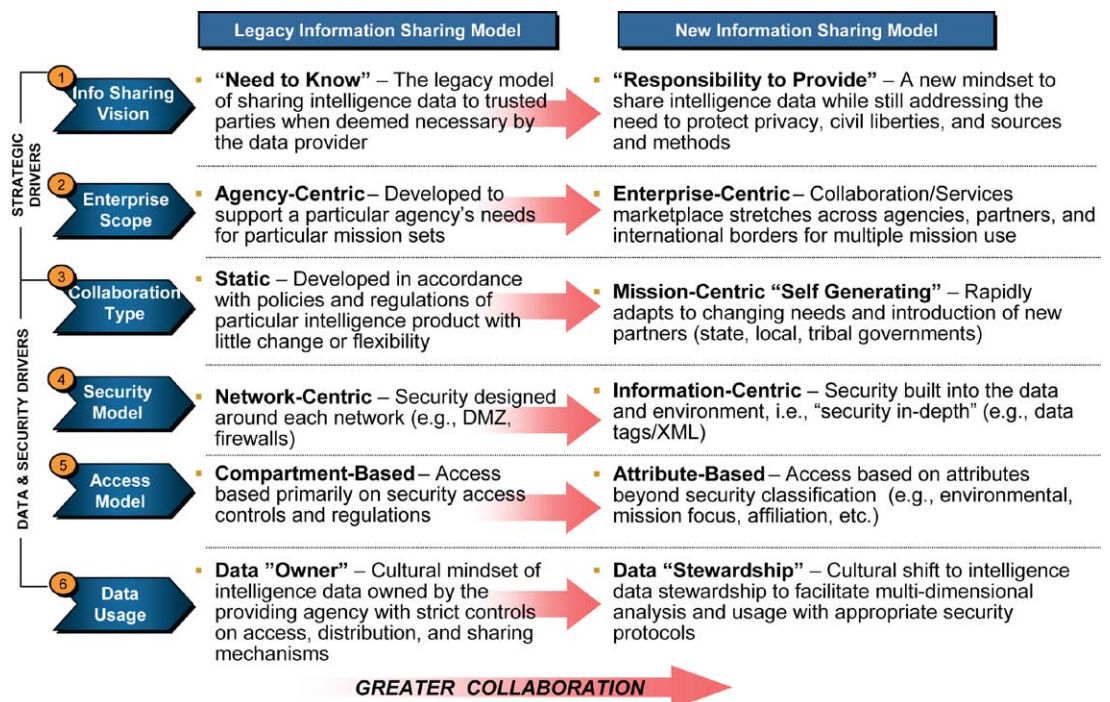 Legacy Information Sharing Model
New Information Sharing Model
STRATEGIC
DRIVERS
DATA & SECURITY DRIVERS
1
Info Sharing
Vision
▪ “Need to Know” – The legacy model
of sharing intelligence data to trusted
parties when deemed necessary by
the data provider
▪ “Responsibility to Provide” – A new mindset to
share intelligence data while still addressing the
need to protect privacy, civil liberties, and sources
and methods
2
Enterprise
Scope
▪ Agency-Centric – Developed to
support a particular agency’s needs
for particular mission sets
▪ Enterprise-Centric – Collaboration/Services
marketplace stretches across agencies, partners, and
international borders for multiple mission use
3
Collaboration
Type
▪ Static – Developed in accordance
with policies and regulations of
particular intelligence product with
little change or flexibility
▪ Mission-Centric “Self Generating” – Rapidly
adapts to changing needs and introduction of new
partners (state, local, tribal governments)
4
Security
Model
▪ Network-Centric – Security designed
around each network (e.g., DMZ,
firewalls)
▪ Information-Centric – Security built into the data
and environment, i.e., “security in-depth” (e.g., data
tags/XML)
5
Access
Model
▪ Compartment-Based – Access
based primarily on security access
controls and regulations
▪ Attribute-Based – Access based on attributes
beyond security classification (e.g., environmental,
mission focus, affiliation, etc.)
6
Data
Usage
▪ Data ”Owner” – Cultural mindset of
intelligence data owned by the
providing agency with strict controls
on access, distribution, and sharing
mechanisms
▪ Data “Stewardship” – Cultural shift to intelligence
data stewardship to facilitate multi-dimensional
analysis and usage with appropriate security
protocols
GREATER COLLABORATION